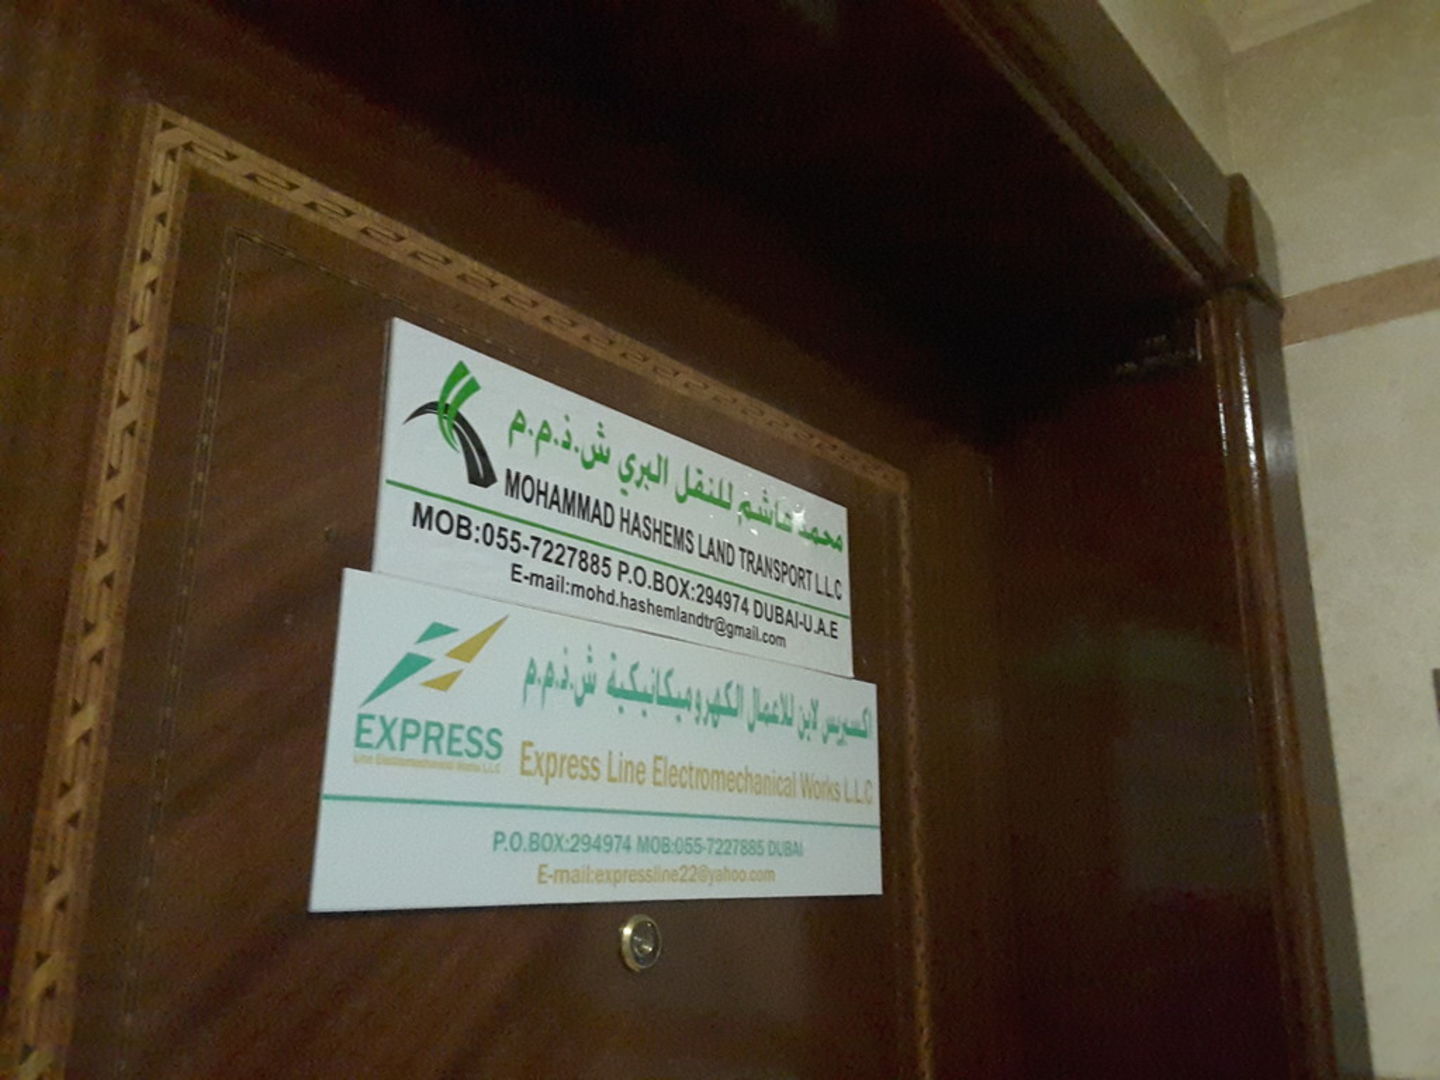 محمد هاشم للنقل البري ش.ذ.م.م
MOHAMMAD HASHEMS LAND TRANSPORT L.L.C
MOB:055-7227885 P.O.BOX:294974 DUBAI-U.A.E
E-mail:mohd.hashemlandtr@gmail.com
اكسبريس لاين للاعمال الكهروميكانيكية ش.ذ.م.م
EXPRESS
Line Electromechanical Works L.L.C
Express Line Electromechanical Works L.L.C
P.O.BOX:294974 MOB:055-7227885 DUBAI
E-mail:expressline22@yahoo.com